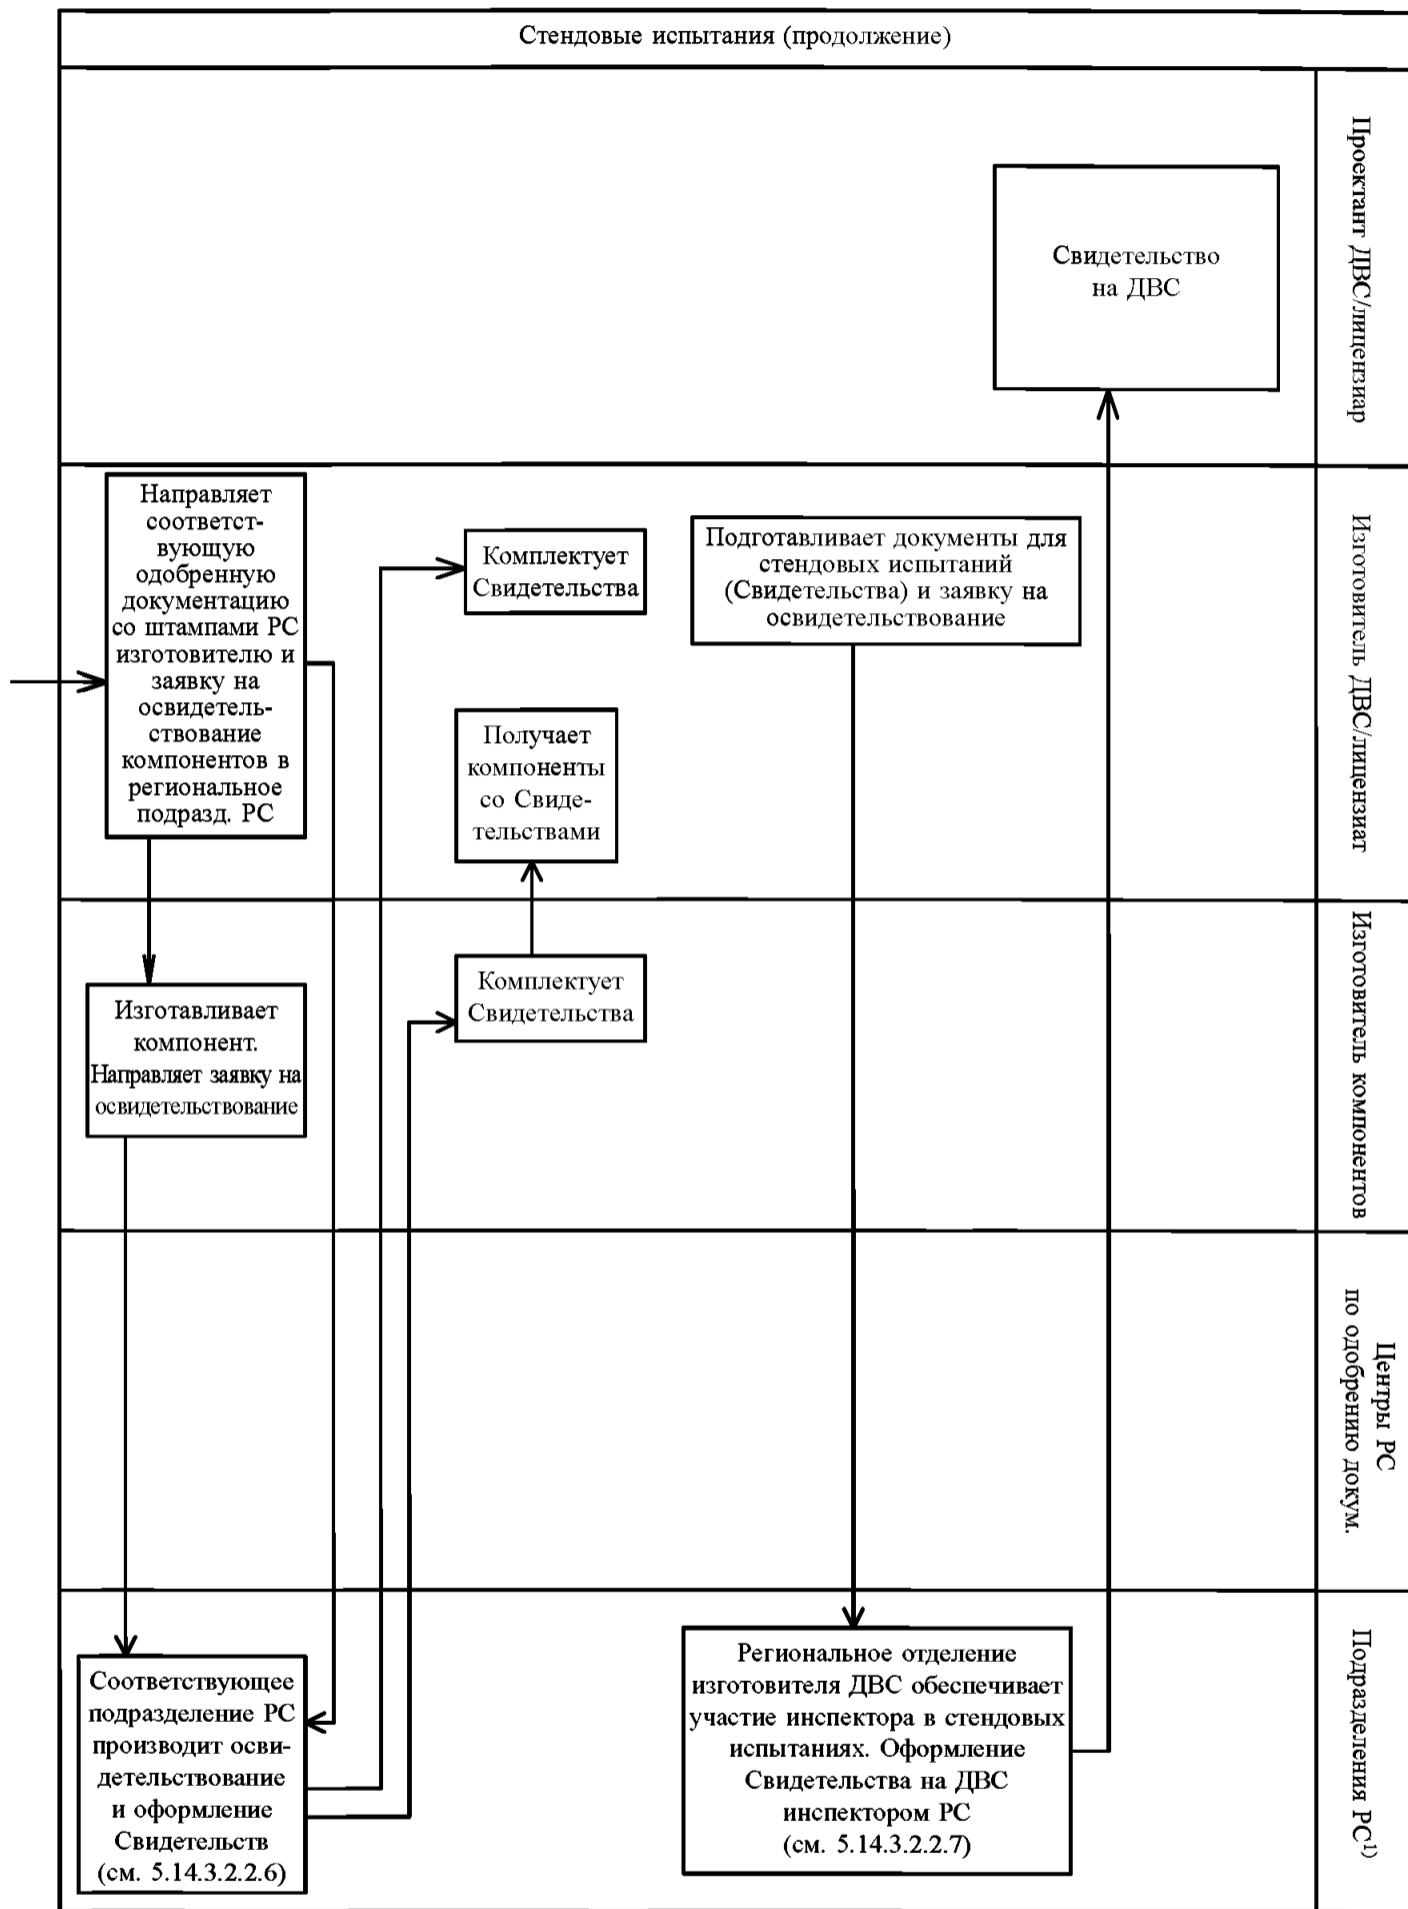 Стендовые испытания (продолжение)
Свидетельство
на ДВС
Проектант ДВС/лицензиар
Направляет
соответст-
вующую
одобренную
документацию
со штампами РС
изготовителю и
заявку на
освидетель-
ствование
компонентов в
региональное
подразд. РС
Комплектует
Свидетельства
Получает
компоненты
со Свиде-
тельствами
Подготавливает документы для
стендовых испытаний
(Свидетельства) и заявку на
освидетельствование
Изготовитель ДВС/лицензиат
Изготавливает
компонент.
Направляет заявку на
освидетельствование
Комплектует
Свидетельства
Изготовитель компонентов
Центры РС
по одобрению докум.
Соответствующее
подразделение РС
производит осви-
детельствование
и оформление
Свидетельств
(см. 5.14.3.2.2.6)
Региональное отделение
изготовителя ДВС обеспечивает
участие инспектора в стендовых
испытаниях. Оформление
Свидетельства на ДВС
инспектором РС
(см. 5.14.3.2.2.7)
Подразделения РС¹⁾